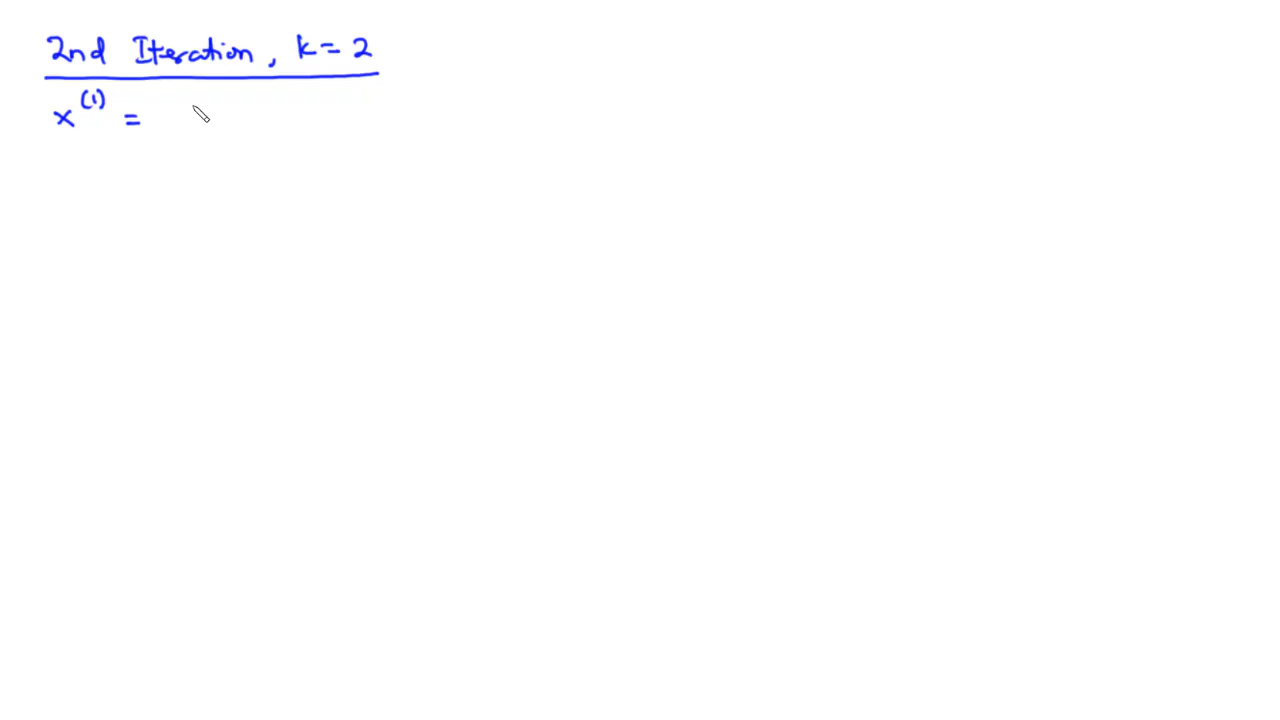 2nd Iteration, k = 2
x^(1) =